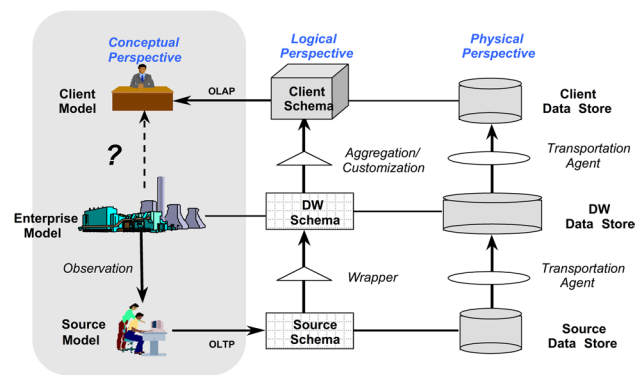 Conceptual
Perspective
Logical
Perspective
Physical
Perspective
Client
Model
OLAP
Client
Schema
Client
Data Store
?
Aggregation/
Customization
Transportation
Agent
Enterprise
Model
DW
Schema
DW
Data Store
Observation
Wrapper
Transportation
Agent
Source
Model
OLTP
Source
Schema
Source
Data Store